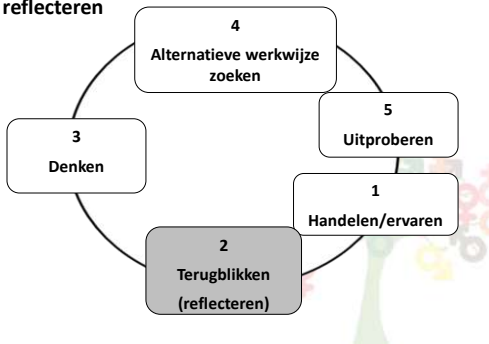 reflecteren
4
Alternatieve werkwijze
zoeken
5
Uitproberen
3
Denken
1
Handelen/ervaren
2
Terugblikken
(reflecteren)